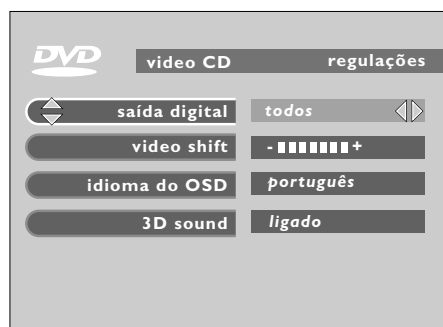 DVD video CD regulações
saída digital todos
video shift - +
idioma do OSD português
3D sound ligado